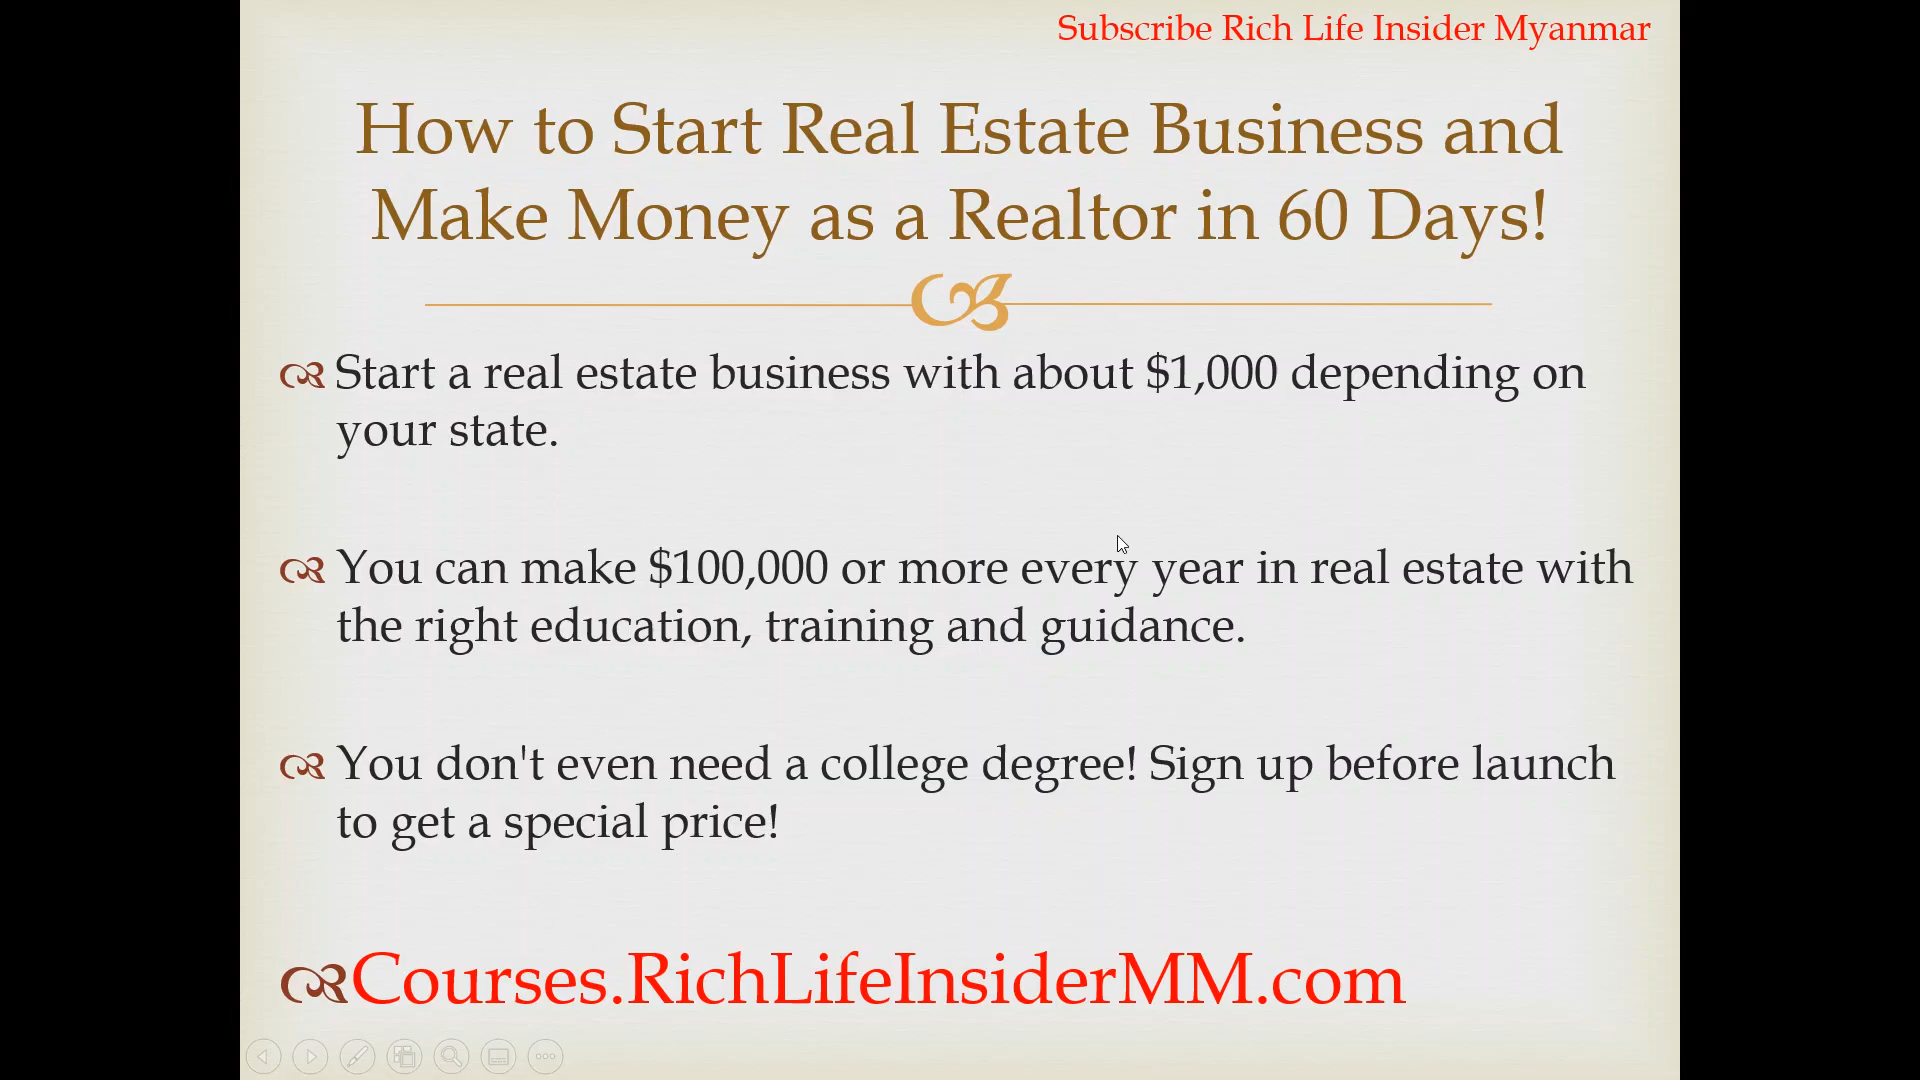 Subscribe Rich Life Insider Myanmar
How to Start Real Estate Business and
Make Money as a Realtor in 60 Days!
Start a real estate business with about $1,000 depending on
your state.
You can make $100,000 or more every year in real estate with
the right education, training and guidance.
You don't even need a college degree! Sign up before launch
to get a special price!
Courses.RichLifeInsiderMM.com